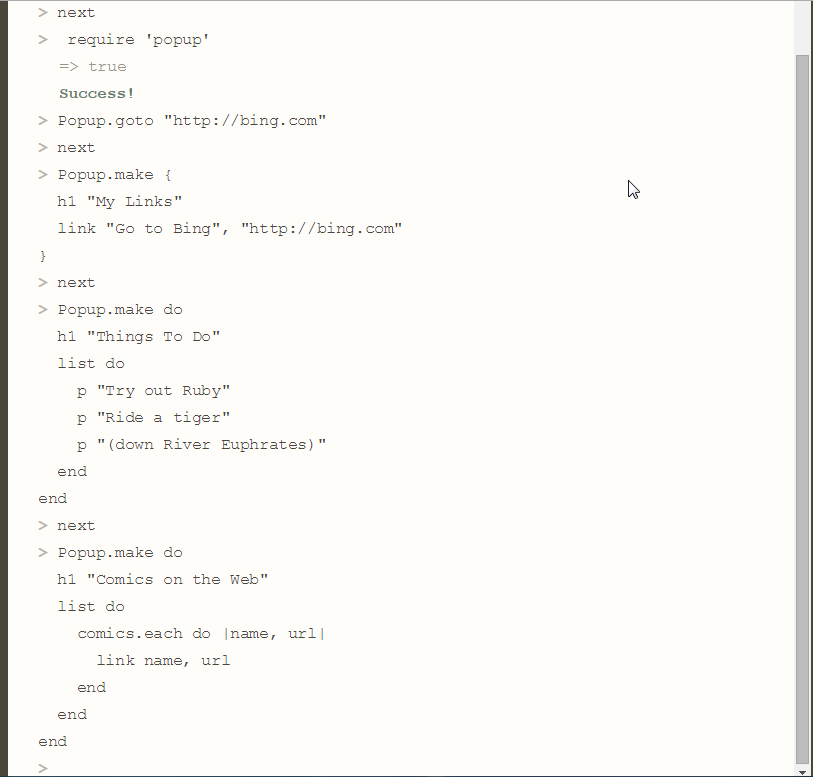 > next
>  require 'popup'
  => true
  Success!
> Popup.goto "http://bing.com"
> next
> Popup.make {
  h1 "My Links"
  link "Go to Bing", "http://bing.com"
}
> next
> Popup.make do
  h1 "Things To Do"
  list do
    p "Try out Ruby"
    p "Ride a tiger"
    p "(down River Euphrates)"
  end
end
> next
> Popup.make do
  h1 "Comics on the Web"
  list do
    comics.each do |name, url|
      link name, url
    end
  end
end
>